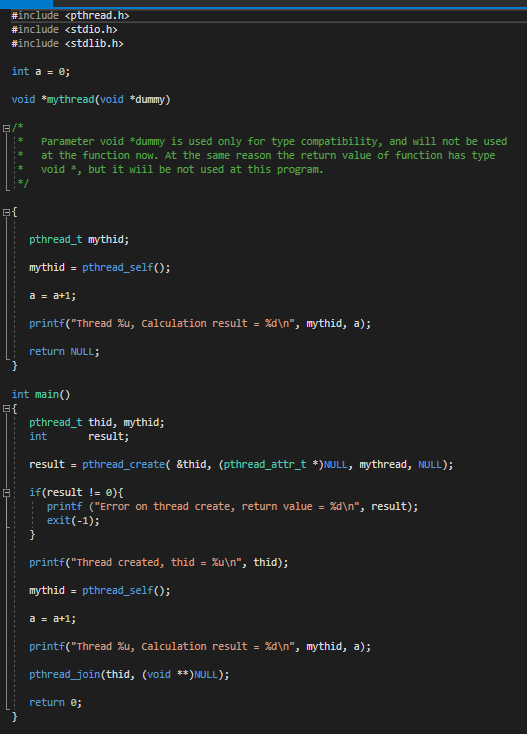 #include <pthread.h>
#include <stdio.h>
#include <stdlib.h>
int a = 0;
void *mythread(void *dummy)
/*
* Parameter void *dummy is used only for type compatibility, and will not be used
* at the function now. At the same reason the return value of function has type
* void *, but it wiil be not used at this program.
*/
{
pthread_t mythid;
mythid = pthread_self();
a = a+1;
printf("Thread %u, Calculation result = %d\n", mythid, a);
return NULL;
}
int main()
{
pthread_t thid, mythid;
int result;
result = pthread_create( &thid, (pthread_attr_t *)NULL, mythread, NULL);
if(result != 0){
printf ("Error on thread create, return value = %d\n", result);
exit(-1);
}
printf("Thread created, thid = %u\n", thid);
mythid = pthread_self();
a = a+1;
printf("Thread %u, Calculation result = %d\n", mythid, a);
pthread_join(thid, (void **)NULL);
return 0;
}